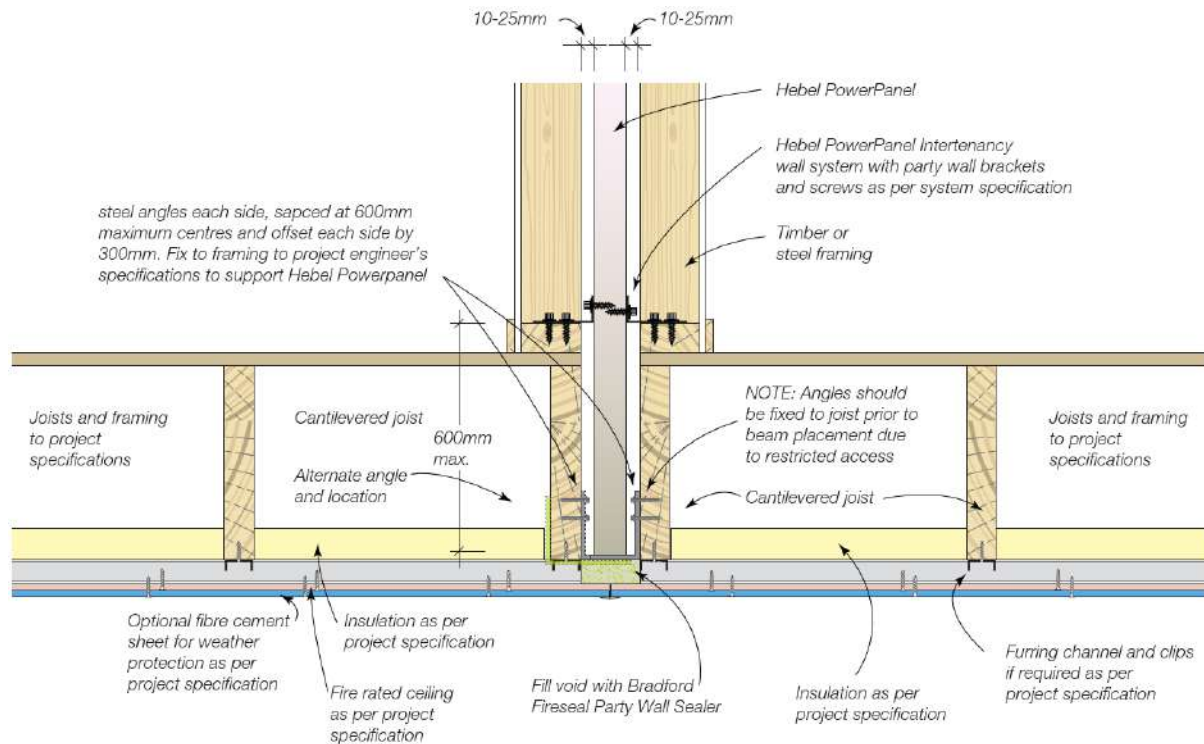 10-25mm
10-25mm
Hebel PowerPanel
Hebel PowerPanel Intertenancy
wall system with party wall brackets
and screws as per system specification
steel angles each side, sapced at 600mm
maximum centres and offset each side by
300mm. Fix to framing to project engineer's
specifications to support Hebel Powerpanel
Timber or
steel framing
Joists and framing
to project
specifications
Cantilevered joist
600mm
max.
Alternate angle
and location
NOTE: Angles should
be fixed to joist prior to
beam placement due
to restricted access
Cantilevered joist
Joists and framing
to project
specifications
Optional fibre cement
sheet for weather
protection as per
project specification
Insulation as per
project specification
Fire rated ceiling
as per project
specification
Fill void with Bradford
Fireseal Party Wall Sealer
Insulation as per
project specification
Furring channel and clips
if required as per
project specification